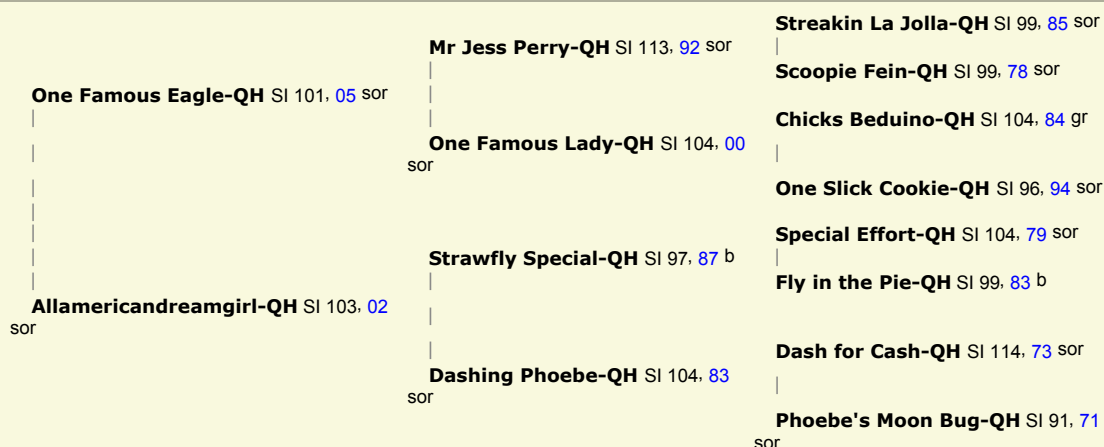 Streakin La Jolla-QH SI 99, 85 sor
Mr Jess Perry-QH SI 113, 92 sor
Scoopie Fein-QH SI 99, 78 sor
One Famous Eagle-QH SI 101, 05 sor
Chicks Beduino-QH SI 104, 84 gr
One Famous Lady-QH SI 104, 00
sor
One Slick Cookie-QH SI 96, 94 sor
Special Effort-QH SI 104, 79 sor
Strawfly Special-QH SI 97, 87 b
Fly in the Pie-QH SI 99, 83 b
Allamericandreamgirl-QH SI 103, 02
sor
Dash for Cash-QH SI 114, 73 sor
Dashing Phoebe-QH SI 104, 83
sor
Phoebe's Moon Bug-QH SI 91, 71
sor